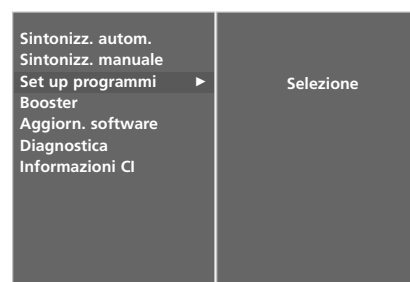 Sintonizz. autom.
Sintonizz. manuale
Set up programmi ►
Selezione
Booster
Aggiorn. software
Diagnostica
Informazioni CI